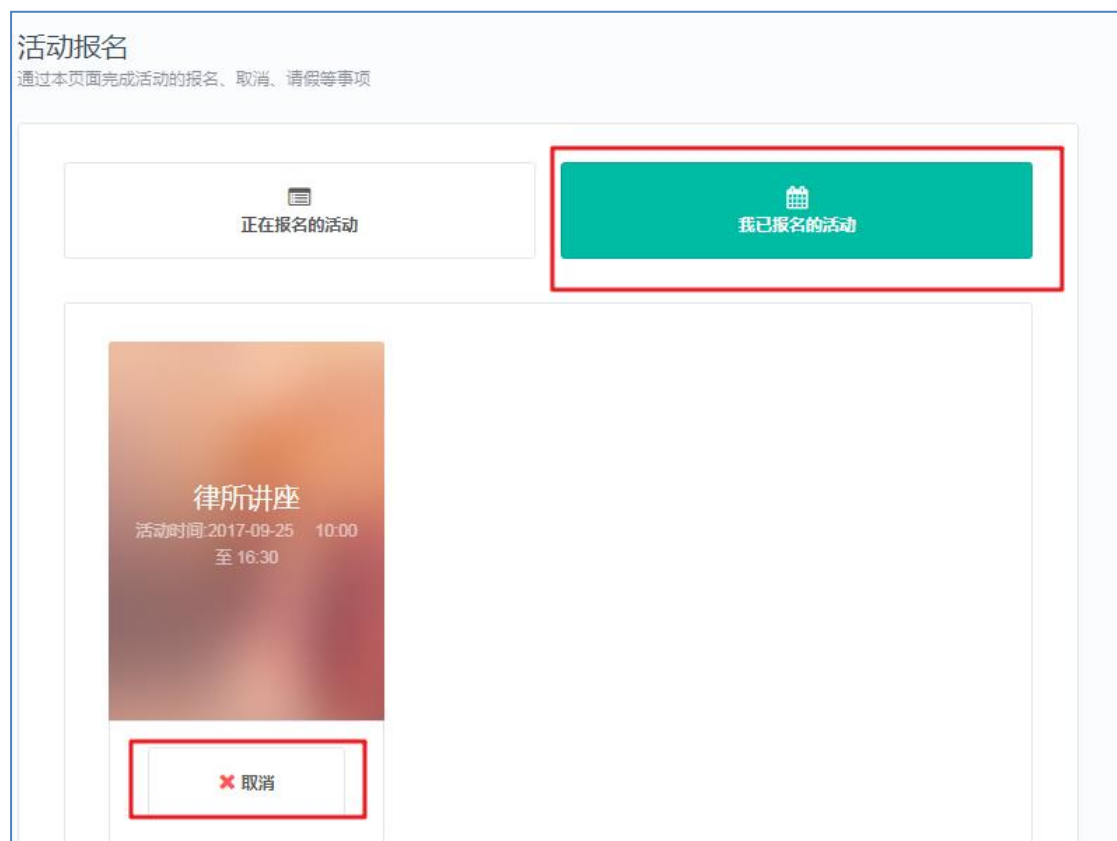 活动报名
通过本页面完成活动的报名、取消、请假等事项
正在报名的活动
我已报名的活动
律所讲座
活动时间:2017-09-25 10:00
至 16:30
取消